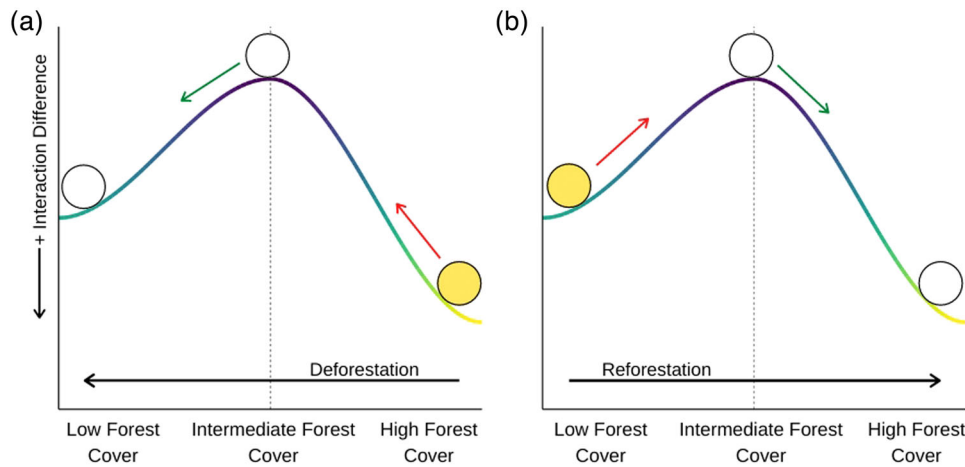 (a)
+ Interaction Difference
Deforestation
Low Forest
Cover
Intermediate Forest
Cover
High Forest
Cover
(b)
Reforestation
Low Forest
Cover
Intermediate Forest
Cover
High Forest
Cover